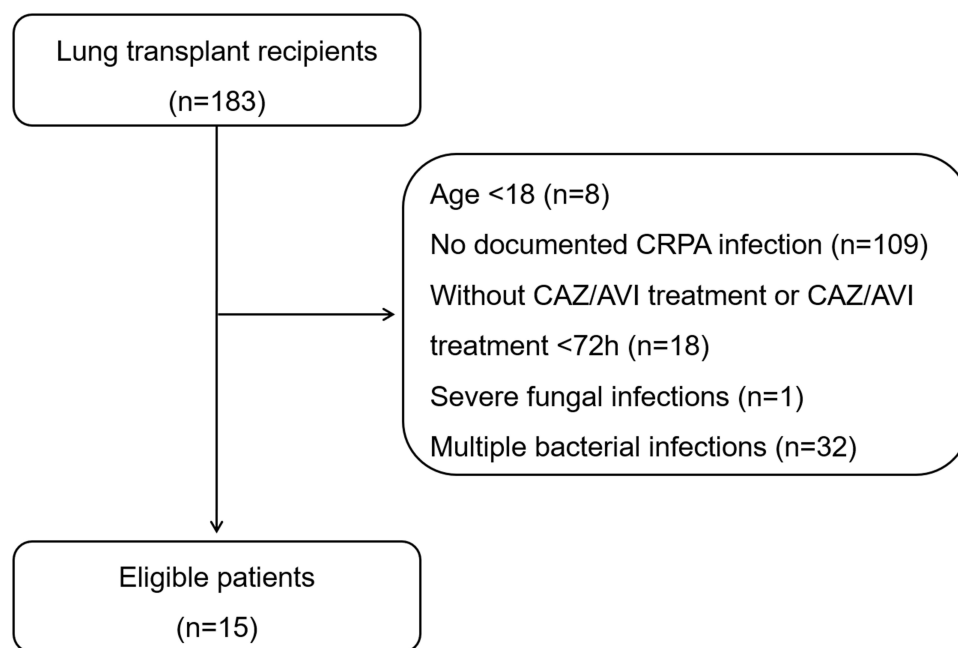 Lung transplant recipients
(n=183)
Age <18 (n=8)
No documented CRPA infection (n=109)
Without CAZ/AVI treatment or CAZ/AVI
treatment <72h (n=18)
Severe fungal infections (n=1)
Multiple bacterial infections (n=32)
Eligible patients
(n=15)